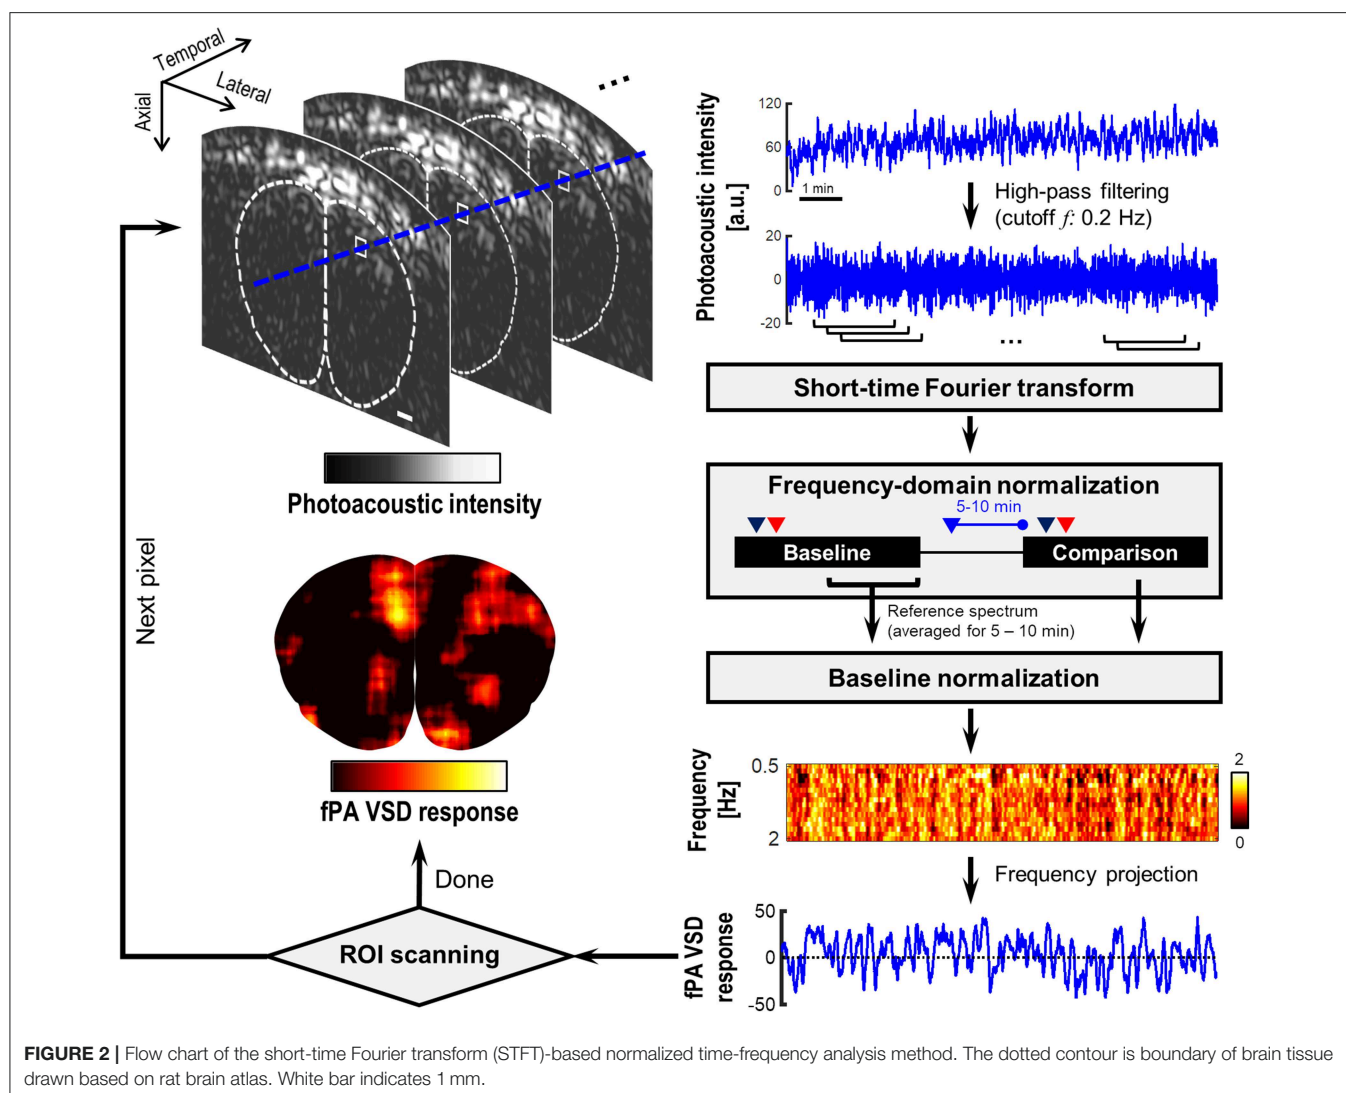 Temporal
Lateral
Axial
...
Photoacoustic intensity
Next pixel
fPA VSD response
Done
ROI scanning
Photoacoustic intensity
[a.u.]
120
60
0
1 min
High-pass filtering
(cutoff f: 0.2 Hz)
20
0
-20
...
Short-time Fourier transform
Frequency-domain normalization
5-10 min
Baseline
Comparison
Reference spectrum
(averaged for 5 – 10 min)
Baseline normalization
Frequency
[Hz]
0.5
2
2
0
Frequency projection
fPA VSD
response
50
0
-50
FIGURE 2 | Flow chart of the short-time Fourier transform (STFT)-based normalized time-frequency analysis method. The dotted contour is boundary of brain tissue
drawn based on rat brain atlas. White bar indicates 1 mm.